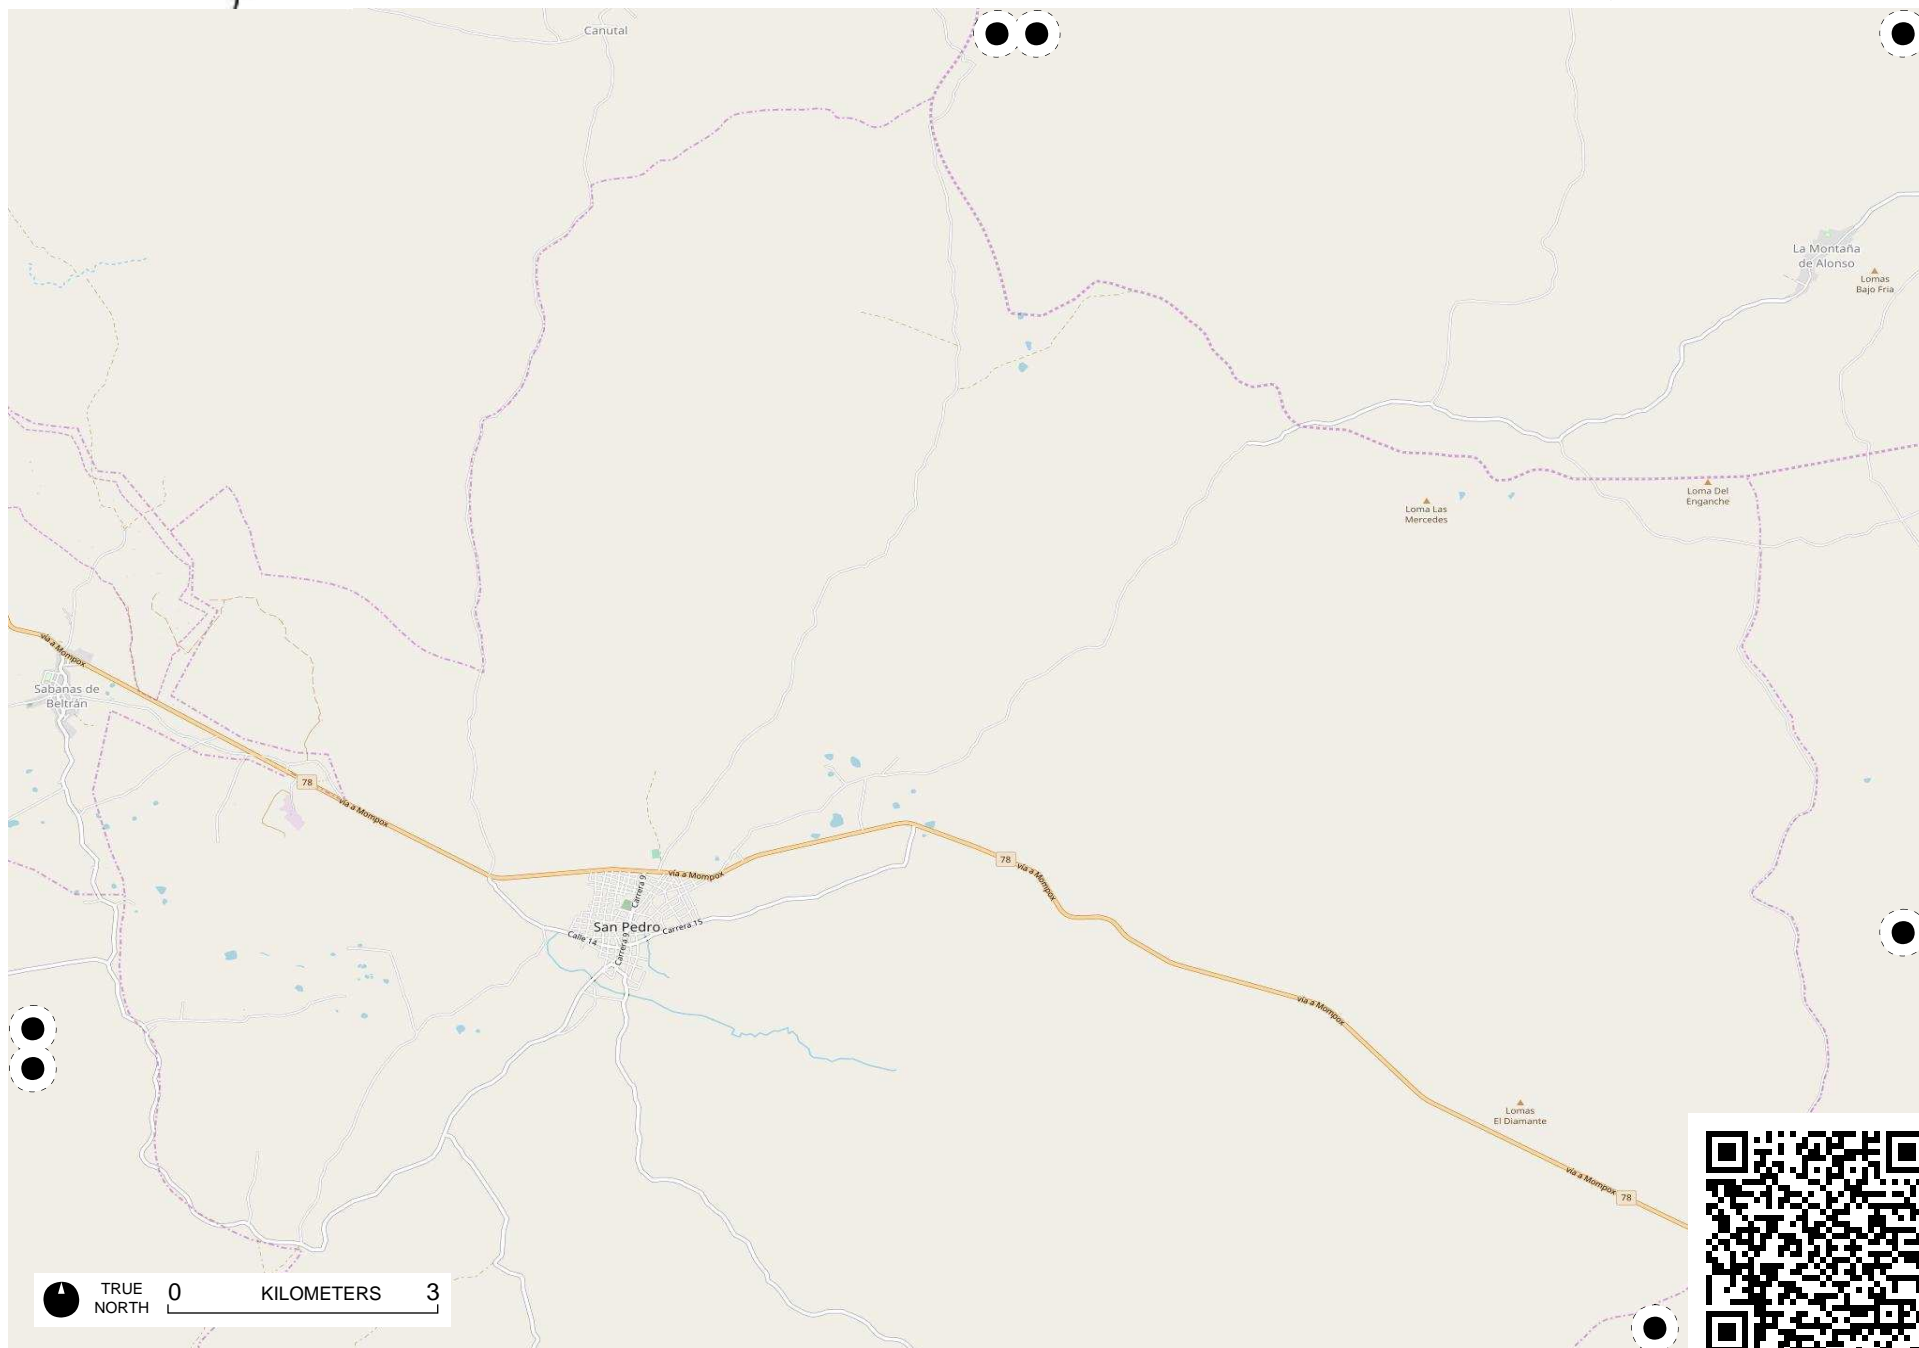 Canutal
La Montaña
de Alonso
Lomas
Bajo Fria
Loma Del
Enganche
Loma Las
Mercedes
vía a Mompox
Sabanas de
Beltrán
78
vía a Mompox
78
vía a Mompox
vía a Mompox
Carrera 9
San Pedro
Carrera 15
Calle 14
Carrera 9
vía a Mompox
Lomas
El Diamante
vía a Mompox
78
TRUE
NORTH
0 KILOMETERS 3